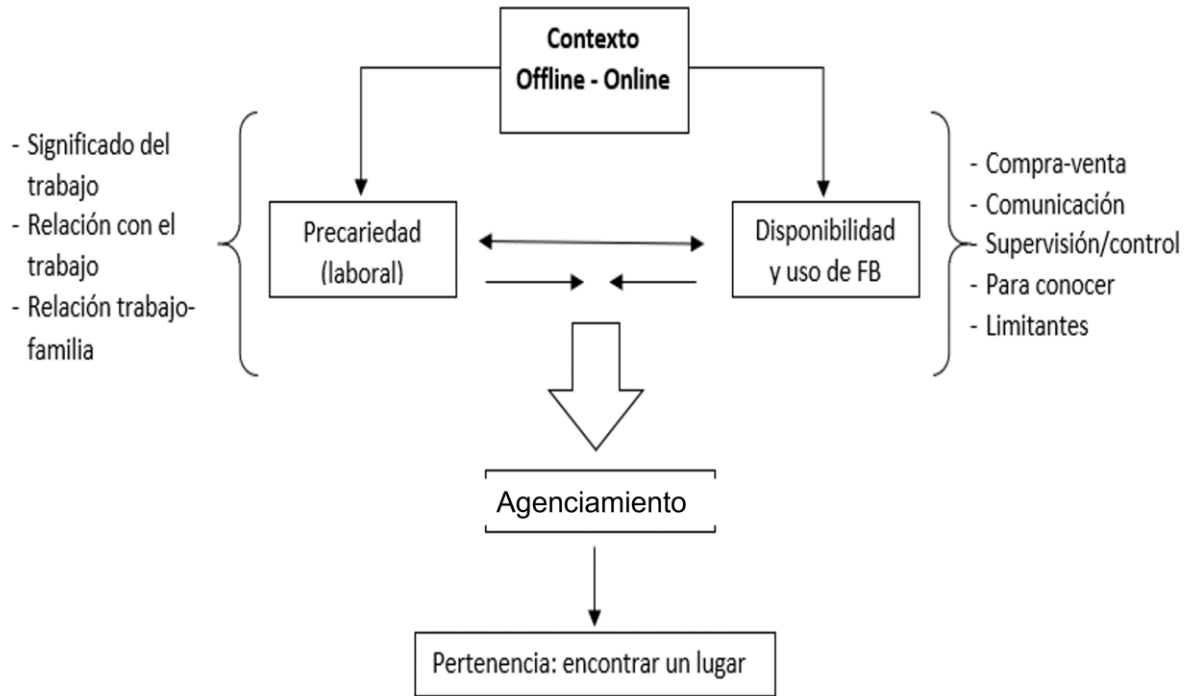 Contexto
Offline - Online
- Significado del
trabajo
- Relación con el
trabajo
- Relación trabajo-
familia
Precariedad
(laboral)
Disponibilidad
y uso de FB
- Compra-venta
- Comunicación
- Supervisión/control
- Para conocer
- Limitantes
Agenciamiento
Pertenencia: encontrar un lugar